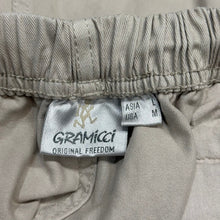 GRAMICCI
ORIGINAL FREEDOM
ASIA L
USA M